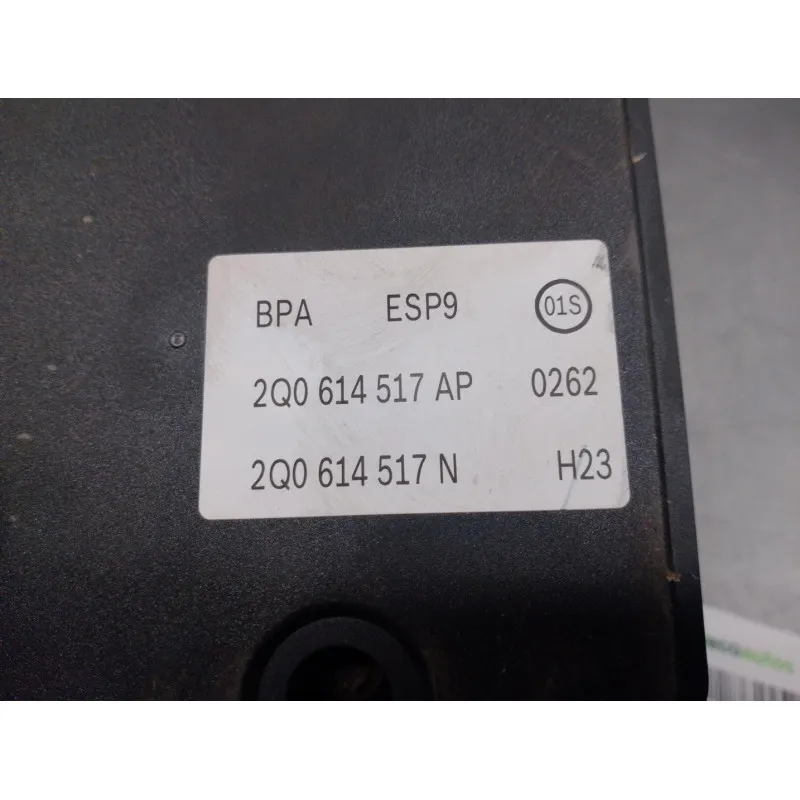 BPA ESP9 01S
2Q0 614 517 AP 0262
2Q0 614 517 N H23